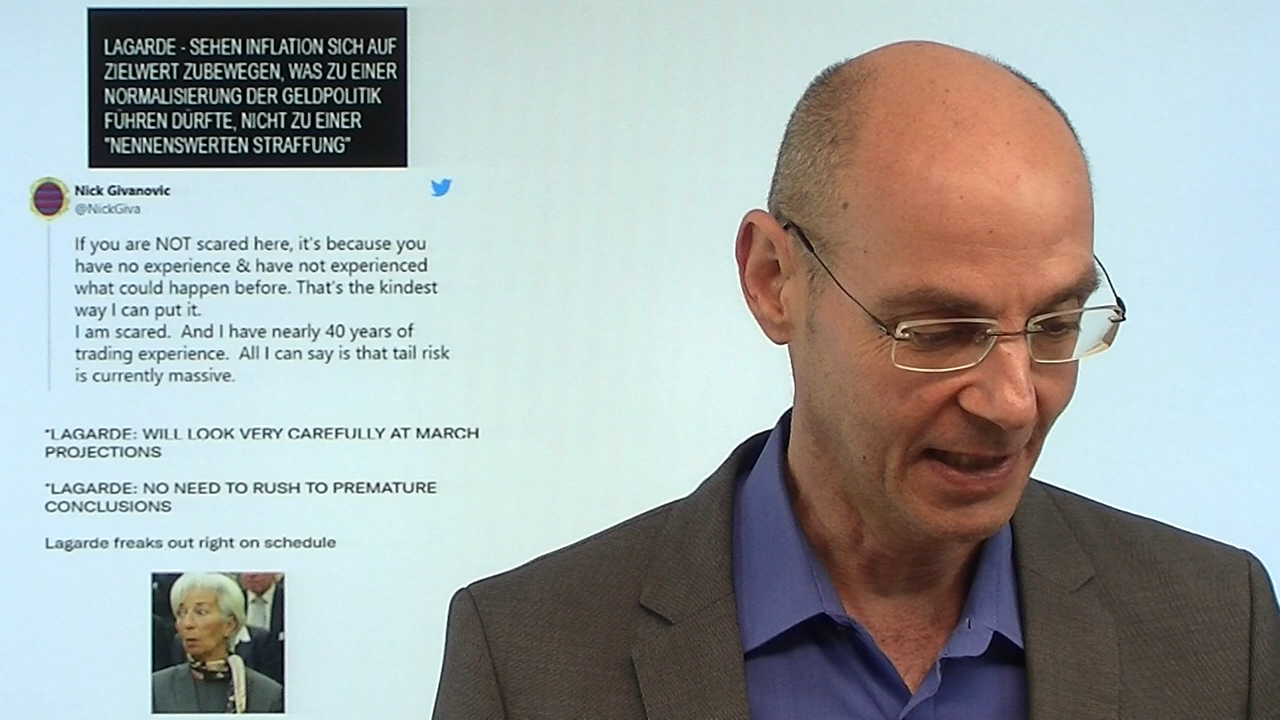 LAGARDE - SEHEN INFLATION SICH AUF
ZIELWERT ZUBEWEGEN, WAS ZU EINER
NORMALISIERUNG DER GELDPOLITIK
FÜHREN DÜRFTE, NICHT ZU EINER
"NENNENSWERTEN STRAFFUNG"
Nick Givanovic
@NickGiva
If you are NOT scared here, it's because you
have no experience & have not experienced
what could happen before. That's the kindest
way I can put it.
I am scared. And I have nearly 40 years of
trading experience. All I can say is that tail risk
is currently massive.
*LAGARDE: WILL LOOK VERY CAREFULLY AT MARCH
PROJECTIONS
*LAGARDE: NO NEED TO RUSH TO PREMATURE
CONCLUSIONS
Lagarde freaks out right on schedule